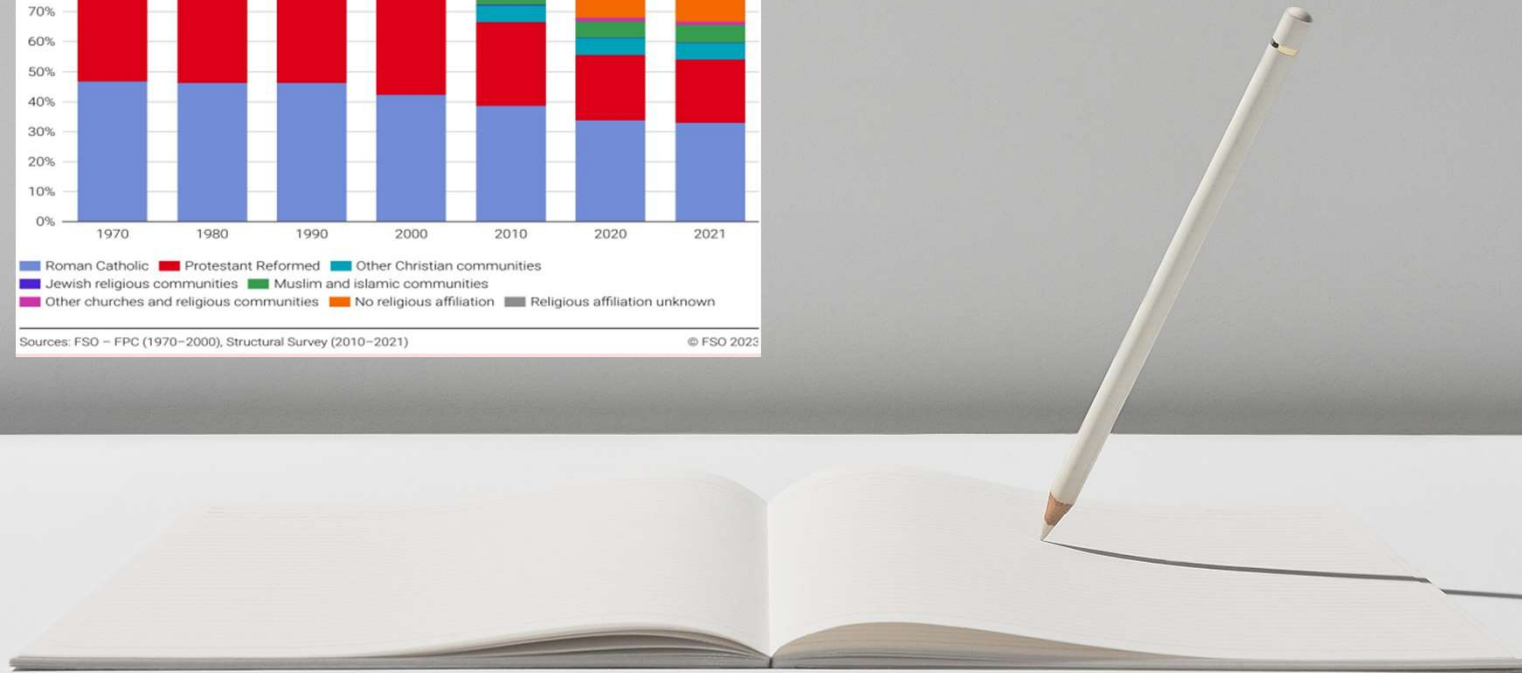 70%
60%
50%
40%
30%
20%
10%
0%
1970 1980 1990 2000 2010 2020 2021
Roman Catholic Protestant Reformed Other Christian communities
Jewish religious communities Muslim and islamic communities
Other churches and religious communities No religious affiliation Religious affiliation unknown
Sources: FSO – FPC (1970–2000), Structural Survey (2010–2021) © FSO 2023